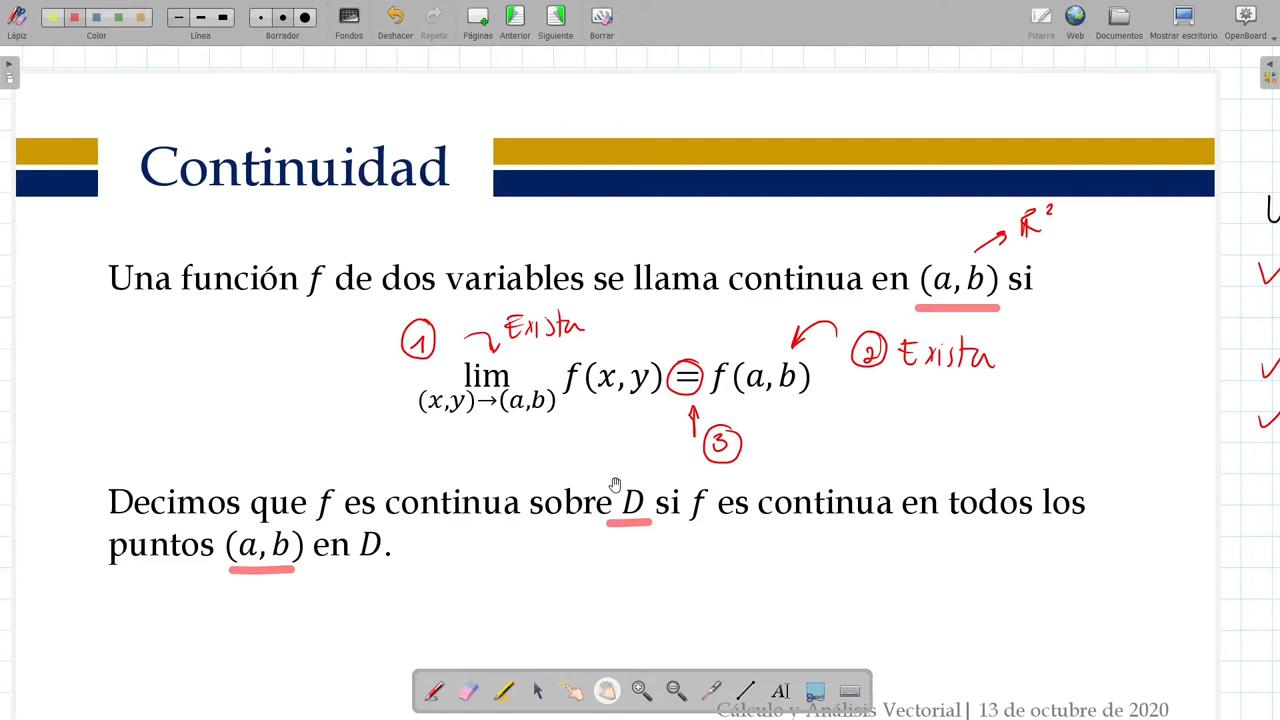 Lápiz Color Línea Borrador Fondos Deshacer Repetir Páginas Anterior Siguiente Borrar Pizarra Web Documentos Mostrar escritorio OpenBoard
Continuidad
ℝ²
Una función f de dos variables se llama continua en (a, b) si
1 Exista
2 Exista
lim f(x, y) = f(a, b)
(x,y)→(a,b)
3
Decimos que f es continua sobre D si f es continua en todos los
puntos (a, b) en D.
Cálculo y Análisis Vectorial| 13 de octubre de 2020